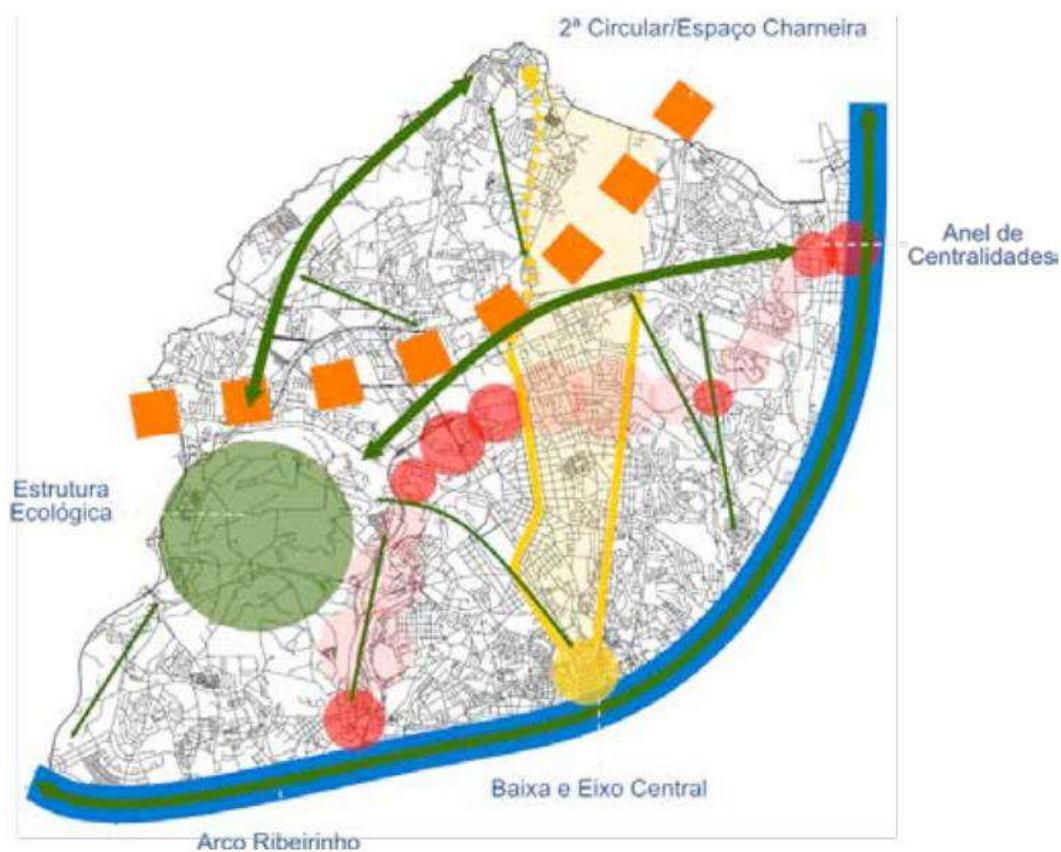 2ª Circular/Espaço Charneira
Anel de
Centralidades
Estrutura
Ecológica
Baixa e Eixo Central
Arco Ribeirinho